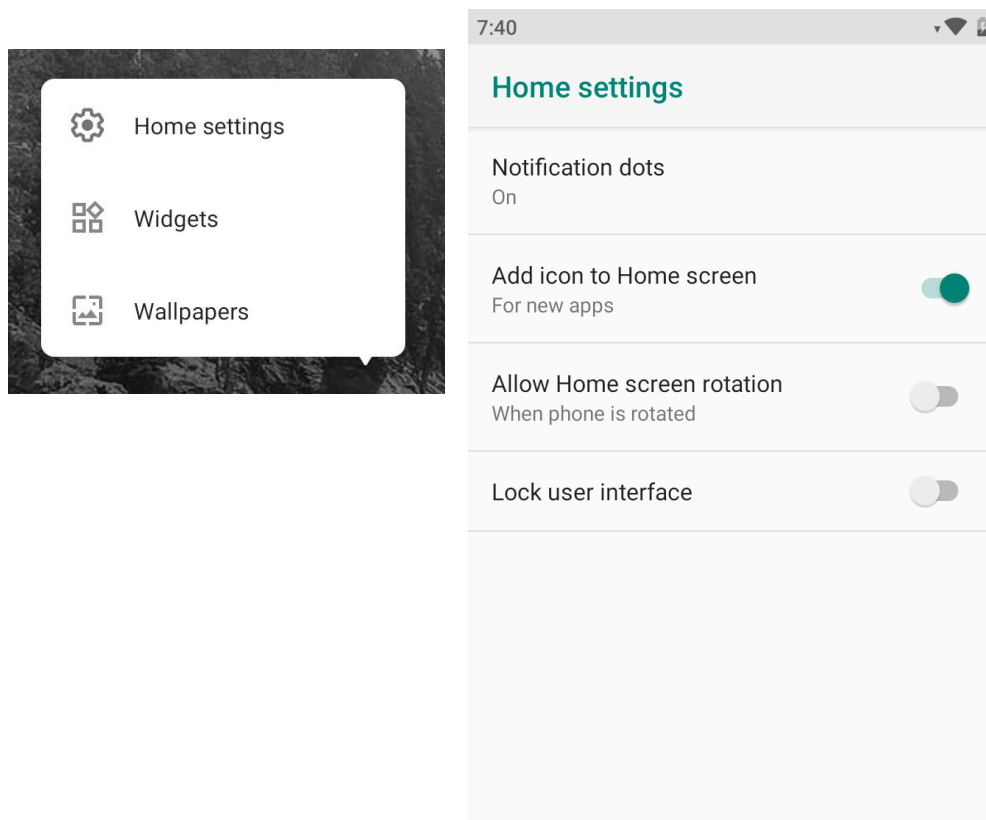 Home settings
Widgets
Wallpapers
7:40
Home settings
Notification dots
On
Add icon to Home screen
For new apps
Allow Home screen rotation
When phone is rotated
Lock user interface